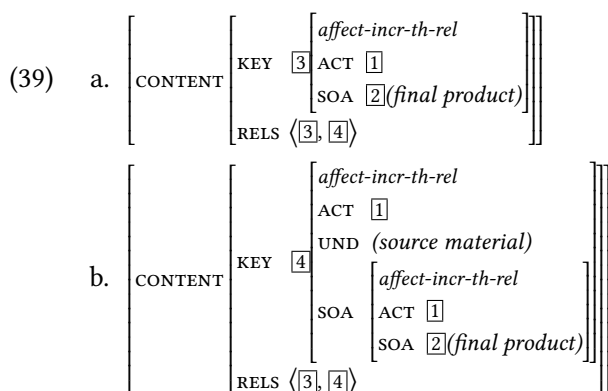 (39) a. [CONTENT [KEY [3] [affect-incr-th-rel
ACT [1]
SOA [2](final product)]
RELS ⟨[3], [4]⟩]]
b. [CONTENT [KEY [4] [affect-incr-th-rel
ACT [1]
UND (source material)
SOA [affect-incr-th-rel
ACT [1]
SOA [2](final product)]]
RELS ⟨[3], [4]⟩]]